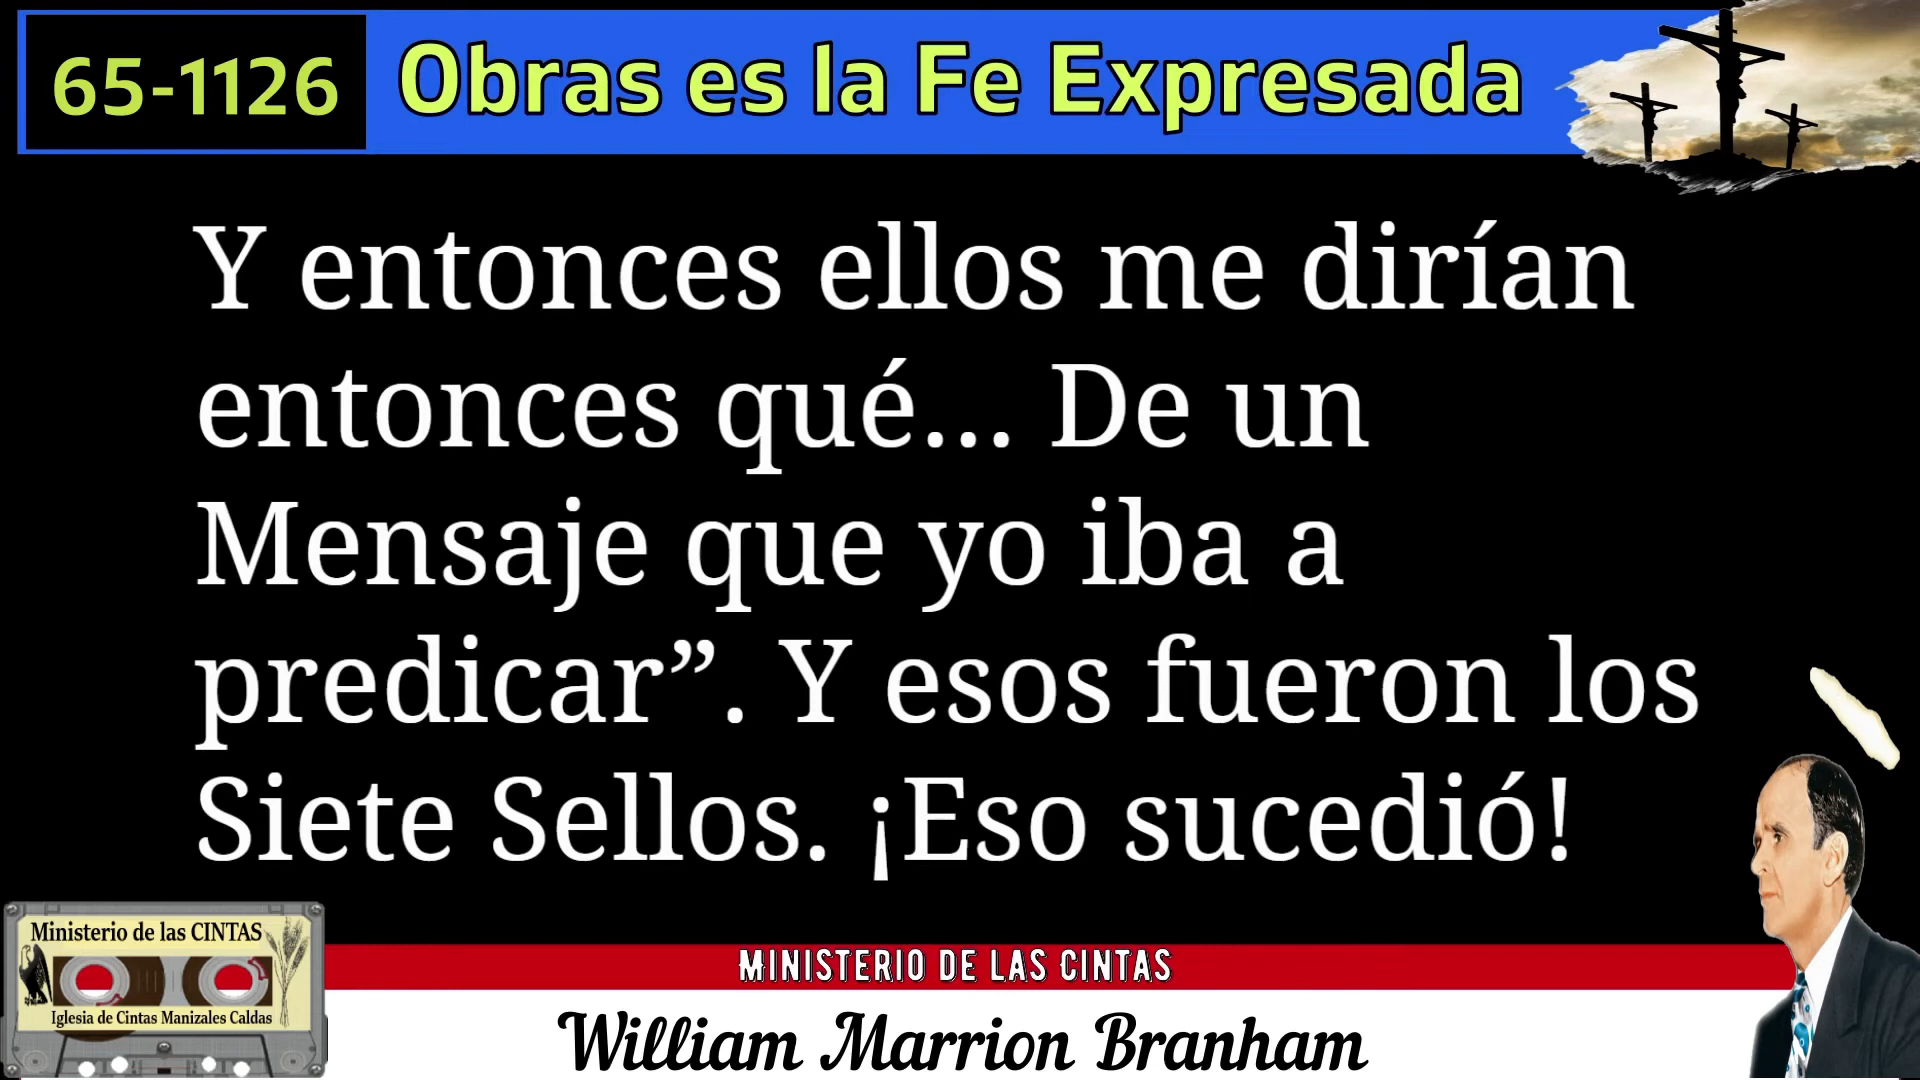 65-1126
Obras es la Fe Expresada
Y entonces ellos me dirían
entonces qué... De un
Mensaje que yo iba a
predicar”. Y esos fueron los
Siete Sellos. ¡Eso sucedió!
Ministerio de las CINTAS
Iglesia de Cintas Manizales Caldas
MINISTERIO DE LAS CINTAS
William Marrion Branham